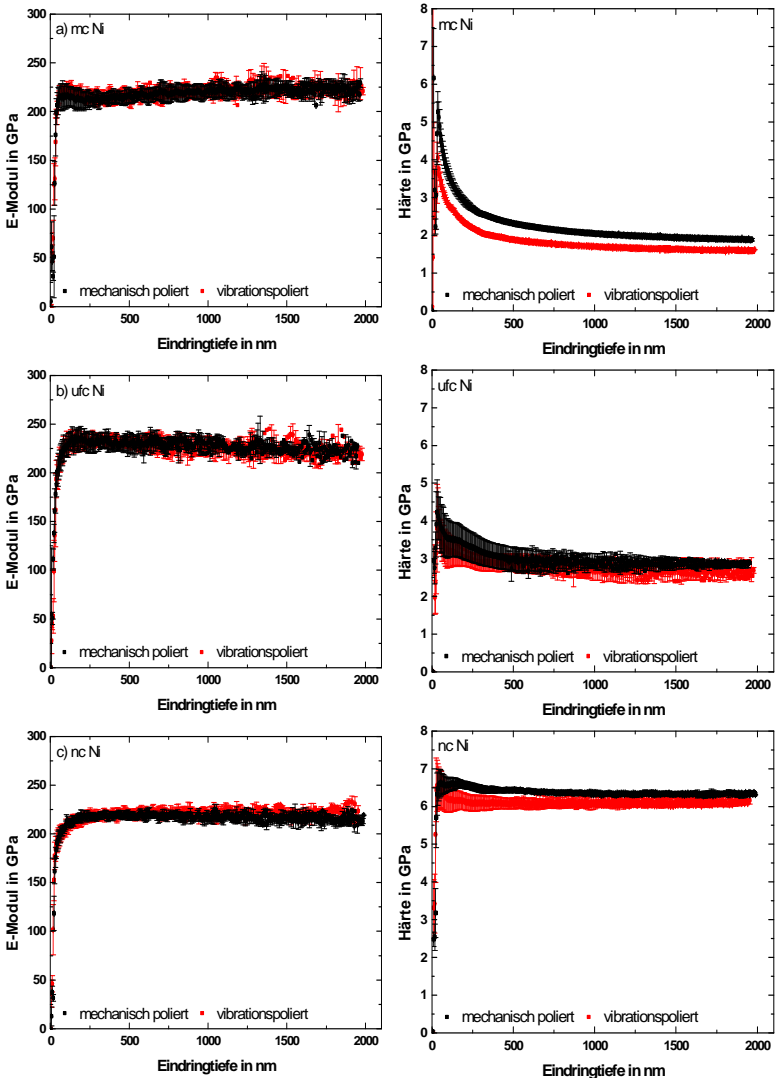 a) mc Ni
300
250
200
150
100
50
0
E-Modul in GPa
mechanisch poliert vibrationspoliert
0 500 1000 1500 2000
Eindringtiefe in nm
mc Ni
8
7
6
5
4
3
2
1
0
Härte in GPa
mechanisch poliert vibrationspoliert
0 500 1000 1500 2000
Eindringtiefe in nm
b) ufc Ni
300
250
200
150
100
50
0
E-Modul in GPa
mechanisch poliert vibrationspoliert
0 500 1000 1500 2000
Eindringtiefe in nm
ufc Ni
8
7
6
5
4
3
2
1
0
Härte in GPa
mechanisch poliert vibrationspoliert
0 500 1000 1500 2000
Eindringtiefe in nm
c) nc Ni
300
250
200
150
100
50
0
E-Modul in GPa
mechanisch poliert vibrationspoliert
0 500 1000 1500 2000
Eindringtiefe in nm
nc Ni
8
7
6
5
4
3
2
1
0
Härte in GPa
mechanisch poliert vibrationspoliert
0 500 1000 1500 2000
Eindringtiefe in nm